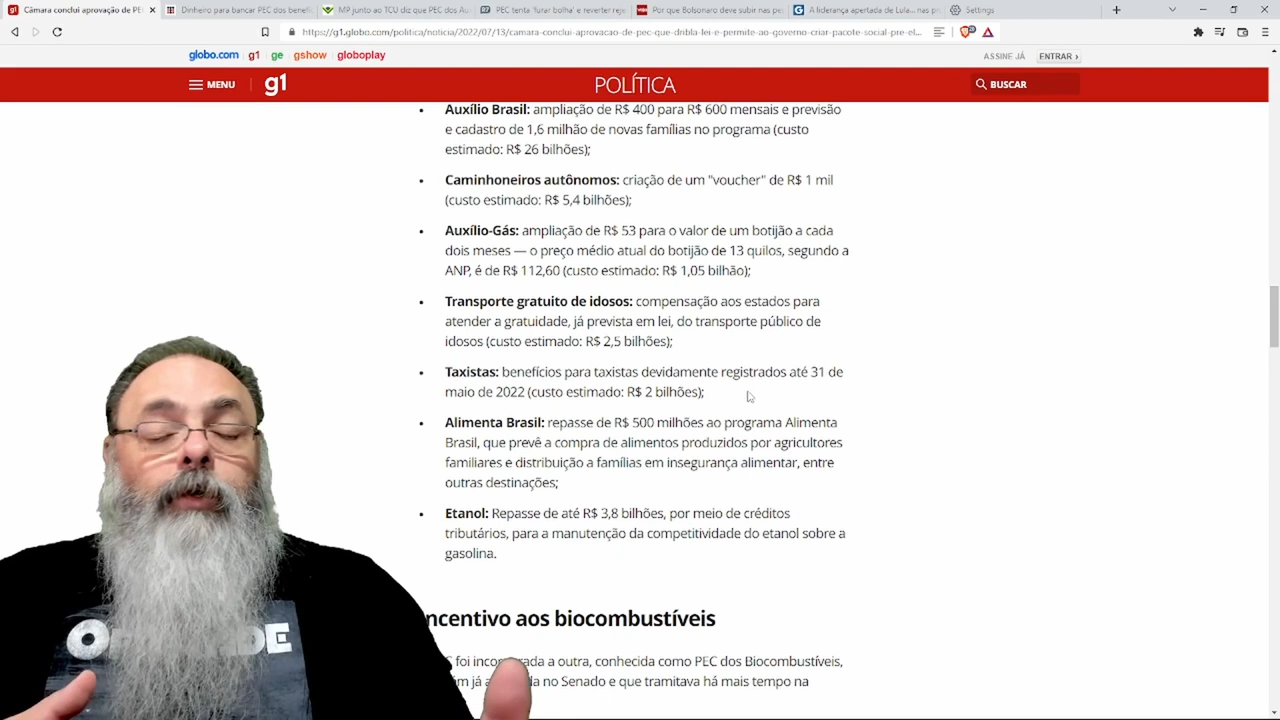 Câmara conclui aprovação de PE
Dinheiro para bancar PEC dos benef
MP junto ao TCU diz que PEC dos Au
PEC tenta 'furar bolha' e reverter reje
Por que Bolsonaro deve subir nas pe
A liderança apertada de Lula... nas pr
Settings
https://g1.globo.com/politica/noticia/2022/07/13/camara-conclui-aprovacao-de-pec-que-dribla-lei-e-permite-ao-governo-criar-pacote-social-pre-el...
globo.com g1 ge gshow globoplay
ASSINE JÁ
ENTRAR ›
MENU
g1
POLÍTICA
BUSCAR
• Auxílio Brasil: ampliação de R$ 400 para R$ 600 mensais e previsão
e cadastro de 1,6 milhão de novas famílias no programa (custo
estimado: R$ 26 bilhões);
• Caminhoneiros autônomos: criação de um "voucher" de R$ 1 mil
(custo estimado: R$ 5,4 bilhões);
• Auxílio-Gás: ampliação de R$ 53 para o valor de um botijão a cada
dois meses — o preço médio atual do botijão de 13 quilos, segundo a
ANP, é de R$ 112,60 (custo estimado: R$ 1,05 bilhão);
• Transporte gratuito de idosos: compensação aos estados para
atender a gratuidade, já prevista em lei, do transporte público de
idosos (custo estimado: R$ 2,5 bilhões);
• Taxistas: benefícios para taxistas devidamente registrados até 31 de
maio de 2022 (custo estimado: R$ 2 bilhões);
• Alimenta Brasil: repasse de R$ 500 milhões ao programa Alimenta
Brasil, que prevê a compra de alimentos produzidos por agricultores
familiares e distribuição a famílias em insegurança alimentar, entre
outras destinações;
• Etanol: Repasse de até R$ 3,8 bilhões, por meio de créditos
tributários, para a manutenção da competitividade do etanol sobre a
gasolina.
ncentivo aos biocombustíveis
foi a outra, conhecida como PEC dos Biocombustíveis,
já no Senado e que tramitava há mais tempo na